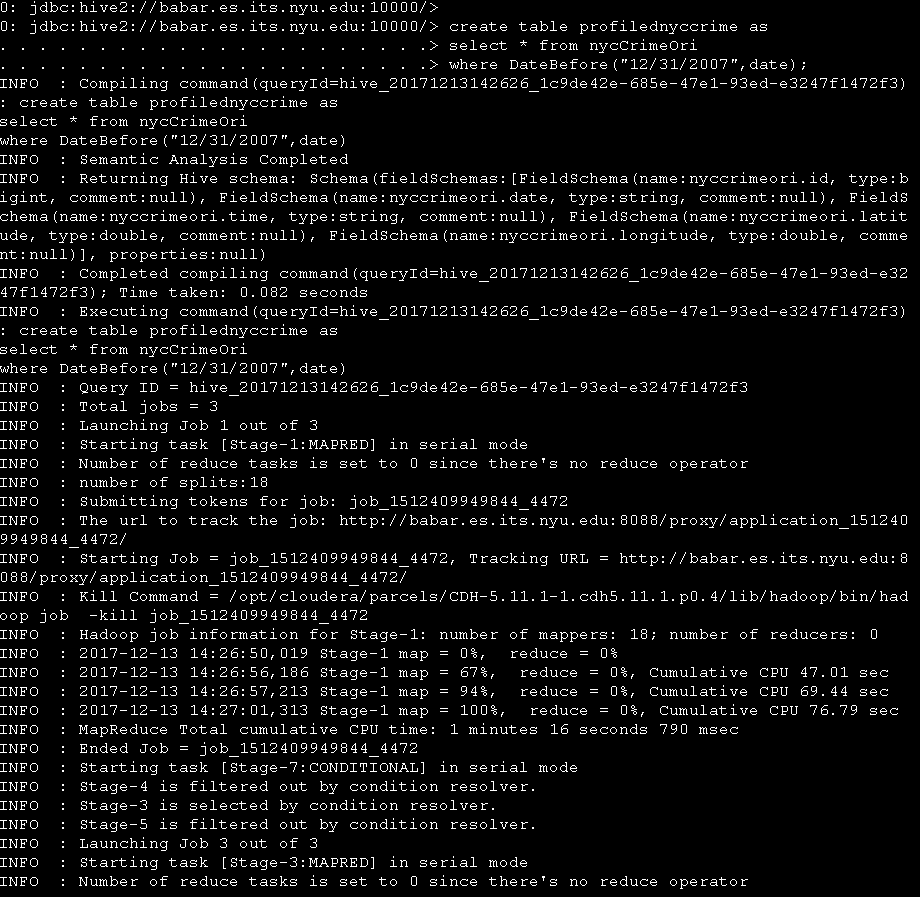 0: jdbc:hive2://babar.es.its.nyu.edu:10000/>
0: jdbc:hive2://babar.es.its.nyu.edu:10000/> create table profilednyccrime as
. . . . . . . . . . . . . . . . . . . . . .> select * from nycCrimeOri
. . . . . . . . . . . . . . . . . . . . . .> where DateBefore("12/31/2007",date);
INFO  : Compiling command(queryId=hive_20171213142626_1c9de42e-685e-47e1-93ed-e3247f1472f3)
: create table profilednyccrime as
select * from nycCrimeOri
where DateBefore("12/31/2007",date)
INFO  : Semantic Analysis Completed
INFO  : Returning Hive schema: Schema(fieldSchemas:[FieldSchema(name:nyccrimeori.id, type:b
igint, comment:null), FieldSchema(name:nyccrimeori.date, type:string, comment:null), FieldS
chema(name:nyccrimeori.time, type:string, comment:null), FieldSchema(name:nyccrimeori.latit
ude, type:double, comment:null), FieldSchema(name:nyccrimeori.longitude, type:double, comme
nt:null)], properties:null)
INFO  : Completed compiling command(queryId=hive_20171213142626_1c9de42e-685e-47e1-93ed-e32
47f1472f3); Time taken: 0.082 seconds
INFO  : Executing command(queryId=hive_20171213142626_1c9de42e-685e-47e1-93ed-e3247f1472f3)
: create table profilednyccrime as
select * from nycCrimeOri
where DateBefore("12/31/2007",date)
INFO  : Query ID = hive_20171213142626_1c9de42e-685e-47e1-93ed-e3247f1472f3
INFO  : Total jobs = 3
INFO  : Launching Job 1 out of 3
INFO  : Starting task [Stage-1:MAPRED] in serial mode
INFO  : Number of reduce tasks is set to 0 since there's no reduce operator
INFO  : number of splits:18
INFO  : Submitting tokens for job: job_1512409949844_4472
INFO  : The url to track the job: http://babar.es.its.nyu.edu:8088/proxy/application_151240
9949844_4472/
INFO  : Starting Job = job_1512409949844_4472, Tracking URL = http://babar.es.its.nyu.edu:8
088/proxy/application_1512409949844_4472/
INFO  : Kill Command = /opt/cloudera/parcels/CDH-5.11.1-1.cdh5.11.1.p0.4/lib/hadoop/bin/had
oop job  -kill job_1512409949844_4472
INFO  : Hadoop job information for Stage-1: number of mappers: 18; number of reducers: 0
INFO  : 2017-12-13 14:26:50,019 Stage-1 map = 0%,  reduce = 0%
INFO  : 2017-12-13 14:26:56,186 Stage-1 map = 67%,  reduce = 0%, Cumulative CPU 47.01 sec
INFO  : 2017-12-13 14:26:57,213 Stage-1 map = 94%,  reduce = 0%, Cumulative CPU 69.44 sec
INFO  : 2017-12-13 14:27:01,313 Stage-1 map = 100%,  reduce = 0%, Cumulative CPU 76.79 sec
INFO  : MapReduce Total cumulative CPU time: 1 minutes 16 seconds 790 msec
INFO  : Ended Job = job_1512409949844_4472
INFO  : Starting task [Stage-7:CONDITIONAL] in serial mode
INFO  : Stage-4 is filtered out by condition resolver.
INFO  : Stage-3 is selected by condition resolver.
INFO  : Stage-5 is filtered out by condition resolver.
INFO  : Launching Job 3 out of 3
INFO  : Starting task [Stage-3:MAPRED] in serial mode
INFO  : Number of reduce tasks is set to 0 since there's no reduce operator